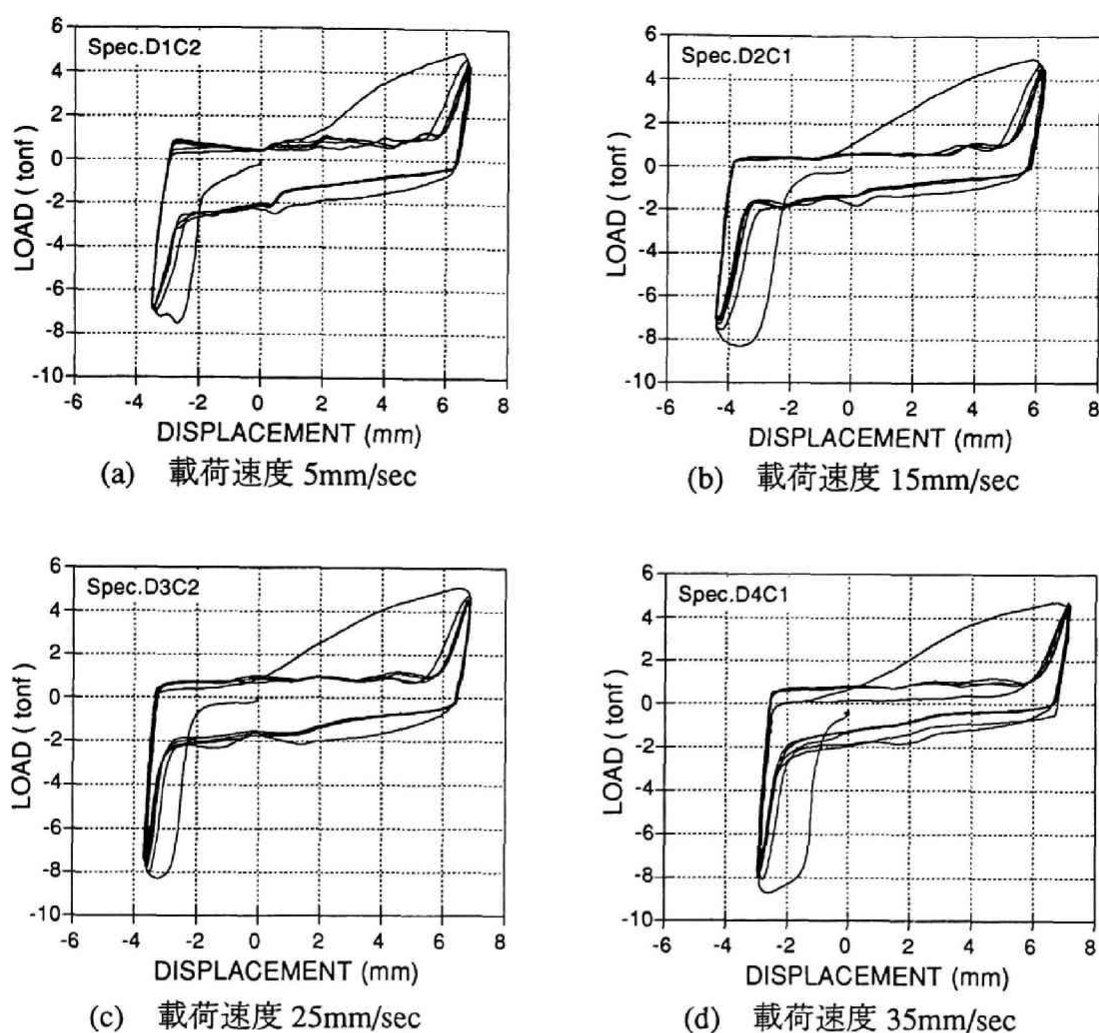 6
4
2
0
-2
-4
-6
-8
-10
LOAD ( tonf )
Spec.D1C2
-6 -4 -2 0 2 4 6 8
DISPLACEMENT (mm)
(a) 載荷速度 5mm/sec
6
4
2
0
-2
-4
-6
-8
-10
LOAD ( tonf )
Spec.D2C1
-6 -4 -2 0 2 4 6 8
DISPLACEMENT (mm)
(b) 載荷速度 15mm/sec
6
4
2
0
-2
-4
-6
-8
-10
LOAD ( tonf )
Spec.D3C2
-6 -4 -2 0 2 4 6 8
DISPLACEMENT (mm)
(c) 載荷速度 25mm/sec
6
4
2
0
-2
-4
-6
-8
-10
LOAD ( tonf )
Spec.D4C1
-6 -4 -2 0 2 4 6 8
DISPLACEMENT (mm)
(d) 載荷速度 35mm/sec